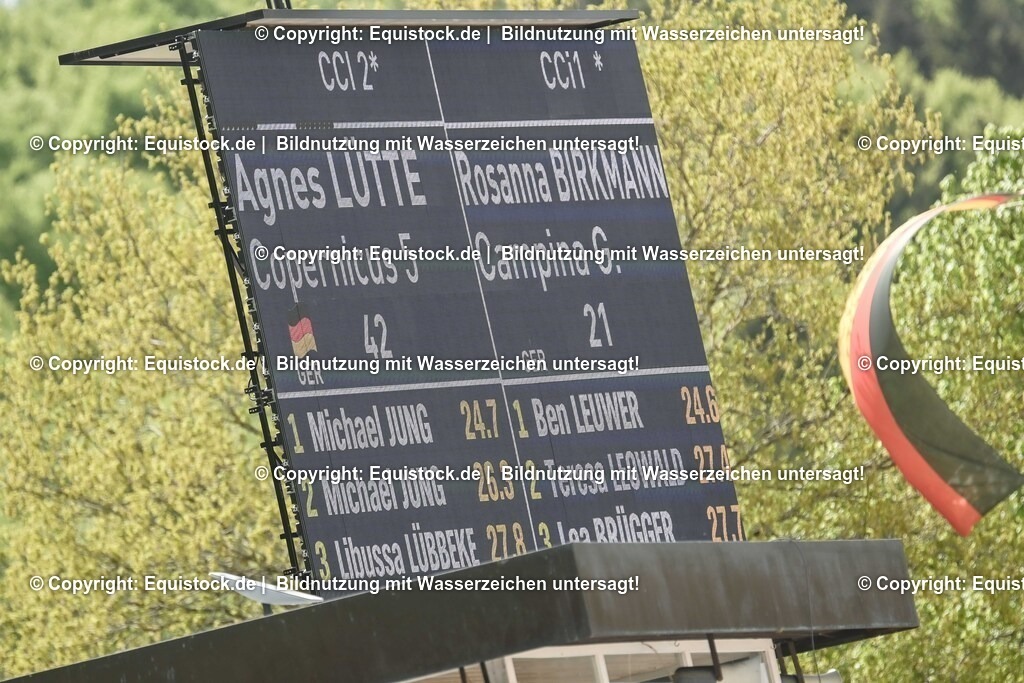 © Copyright: Equistock.de | Bildnutzung mit Wasserzeichen untersagt!
CCI 2*
CCi1 *
© Copyright: Equistock.de | Bildnutzung mit Wasserzeichen untersagt!
© Copyright: Equist
Agnes LÜTTE
Rosanna BIRKMANN
© Copyright: Equistock.de | Bildnutzung mit Wasserzeichen untersagt!
Copernicus 5
Campina G.
42
21
© Copyright: Equistock.de | Bildnutzung mit Wasserzeichen untersagt!
© Copyright: Equist
GER
GER
1 Michael JUNG 24.7
1 Ben LEUWER 24.6
© Copyright: Equistock.de | Bildnutzung mit Wasserzeichen untersagt!
2 Michael JUNG 26.9
2 Teresa LEOWALD
3 Libussa LÜBBEKE 27.8
3 Lea BRÜGGER 27.7
© Copyright: Equistock.de | Bildnutzung mit Wasserzeichen untersagt!
© Copyright: Equist